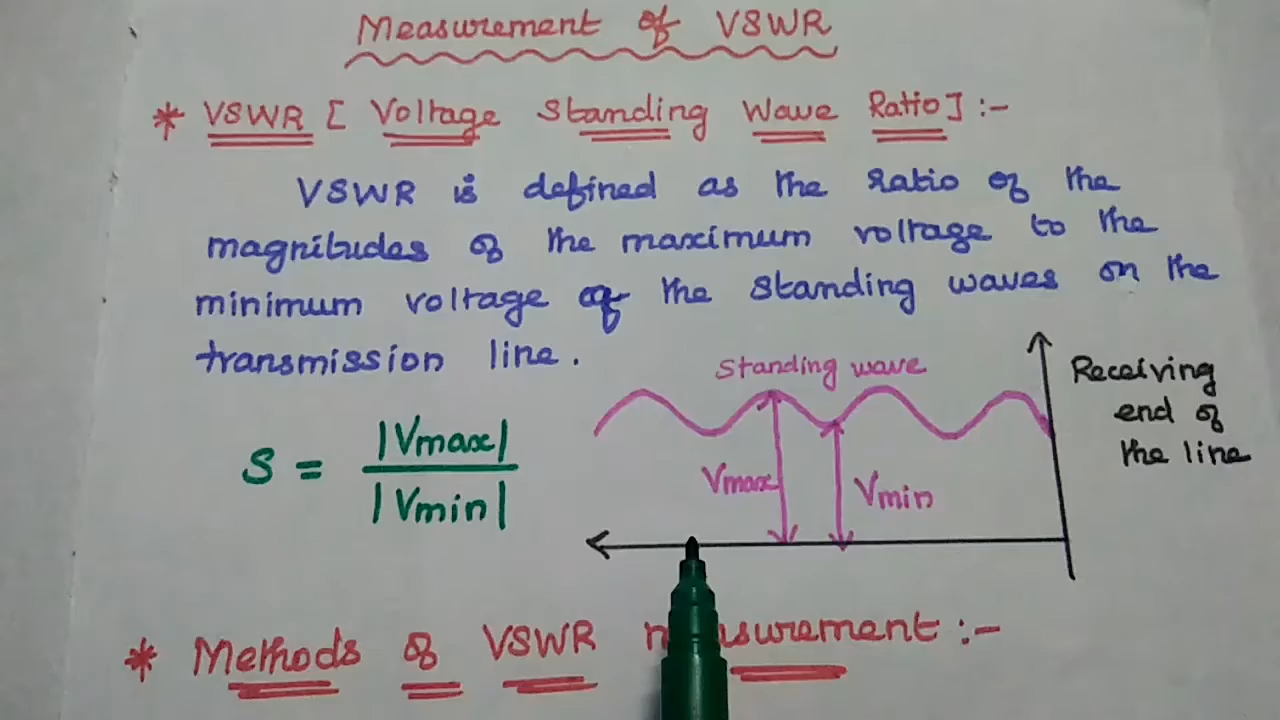 Measurement of VSWR
* VSWR [ Voltage Standing Wave Ratio ] :-
VSWR is defined as the ratio of the
magnitudes of the maximum voltage to the
minimum voltage of the standing waves on the
transmission line.
S = |Vmax| / |Vmin|
Standing wave
Vmax
Vmin
Receiving
end of
the line
* Methods of VSWR :-